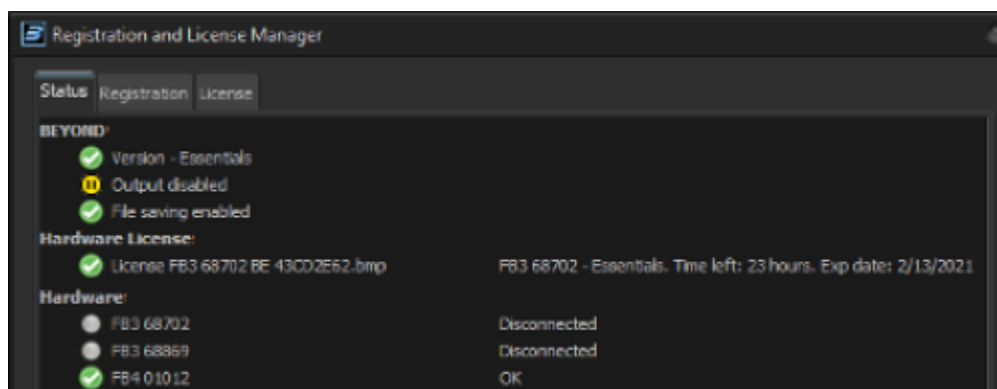 Registration and License Manager
Status Registration License
BEYOND:
Version - Essentials
Output disabled
File saving enabled
Hardware License:
License FB3 68702 BE 43CD2E62.bmp FB3 68702 - Essentials. Time left: 23 hours. Exp date: 2/13/2021
Hardware:
FB3 68702 Disconnected
FB3 68869 Disconnected
FB4 01012 OK